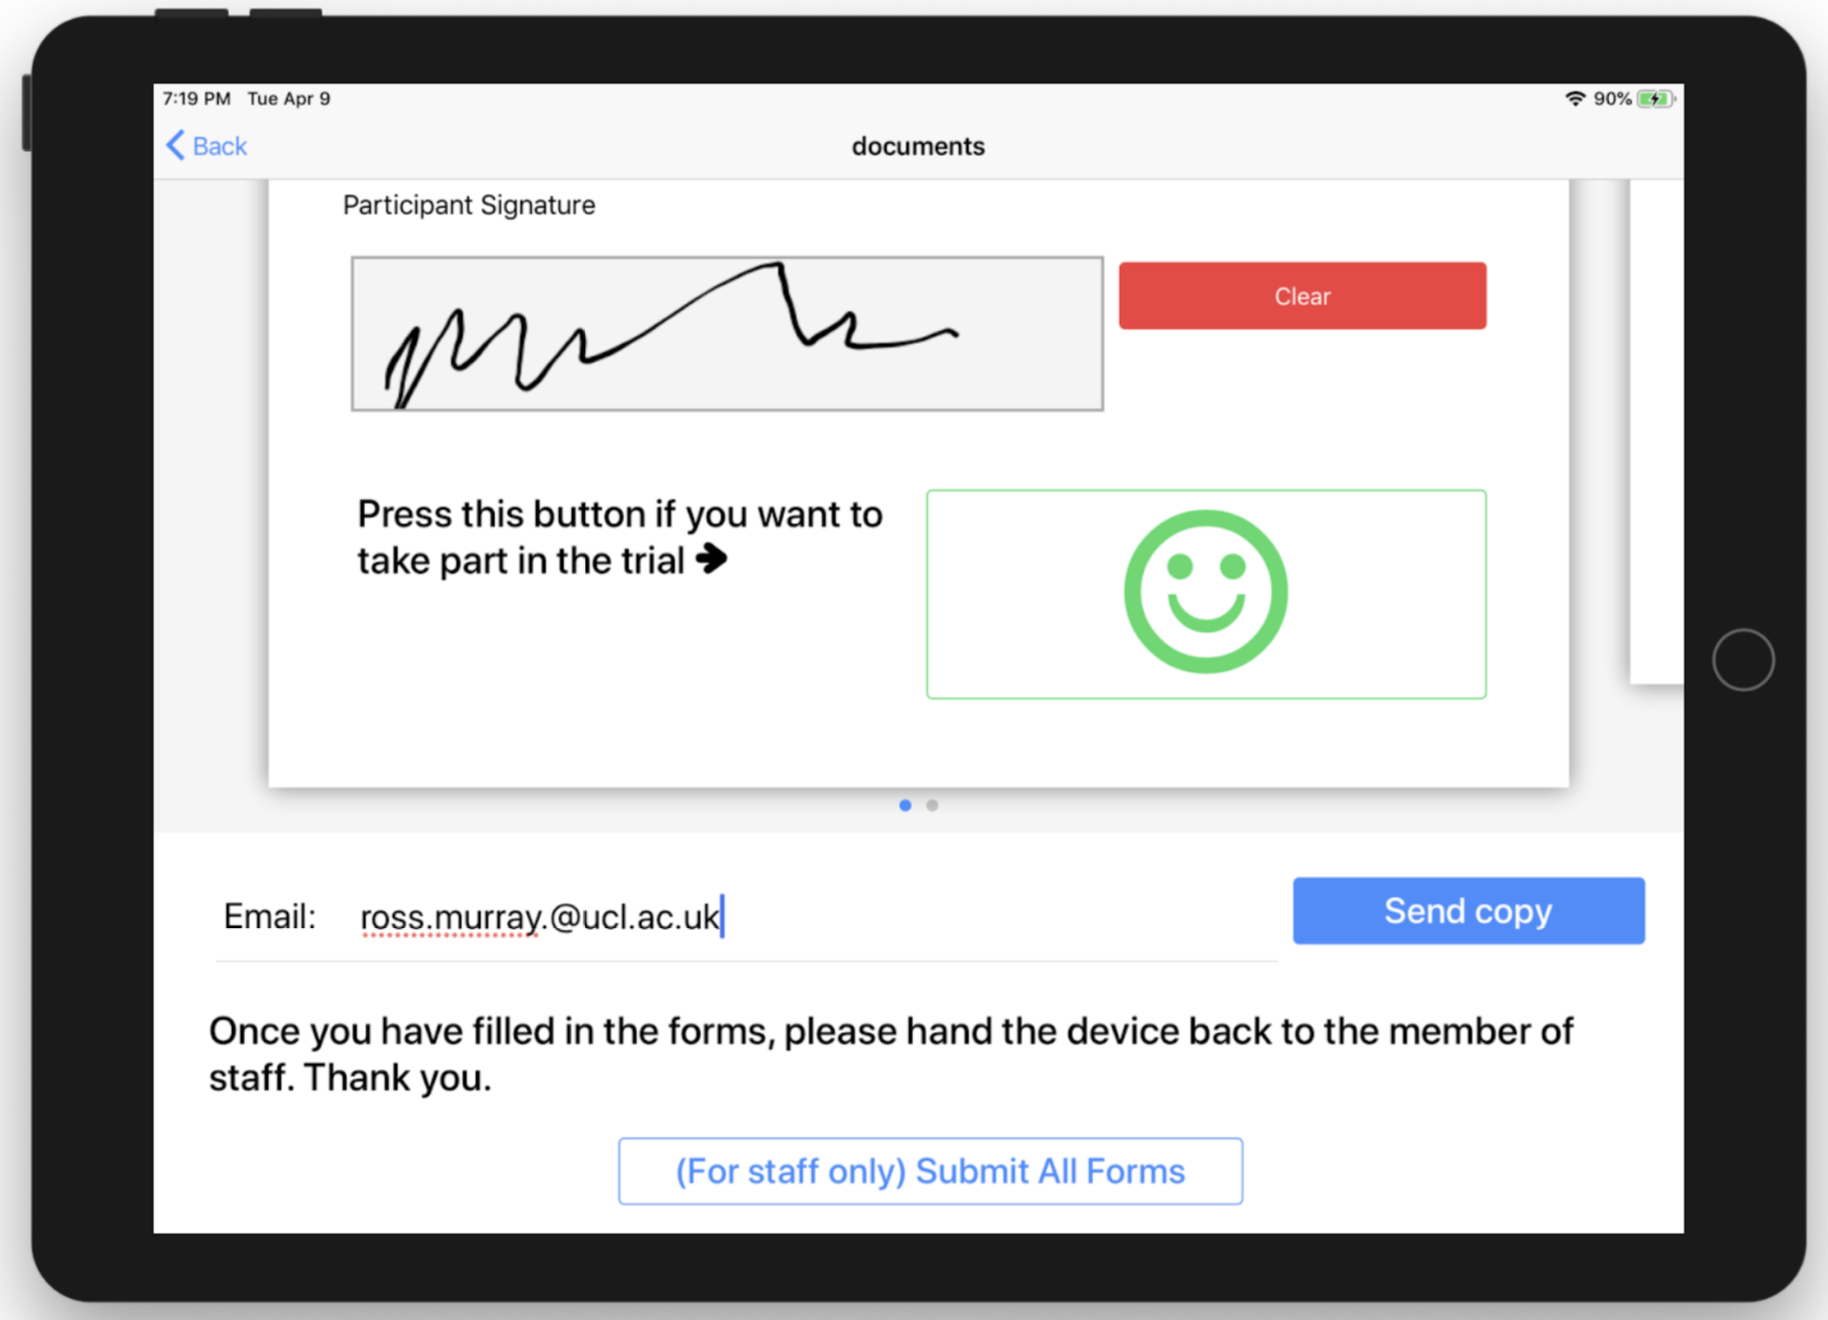 7:19 PM Tue Apr 9 90%
Back documents
Participant Signature
Clear
Press this button if you want to
take part in the trial
Email: ross.murray.@ucl.ac.uk Send copy
Once you have filled in the forms, please hand the device back to the member of
staff. Thank you.
(For staff only) Submit All Forms